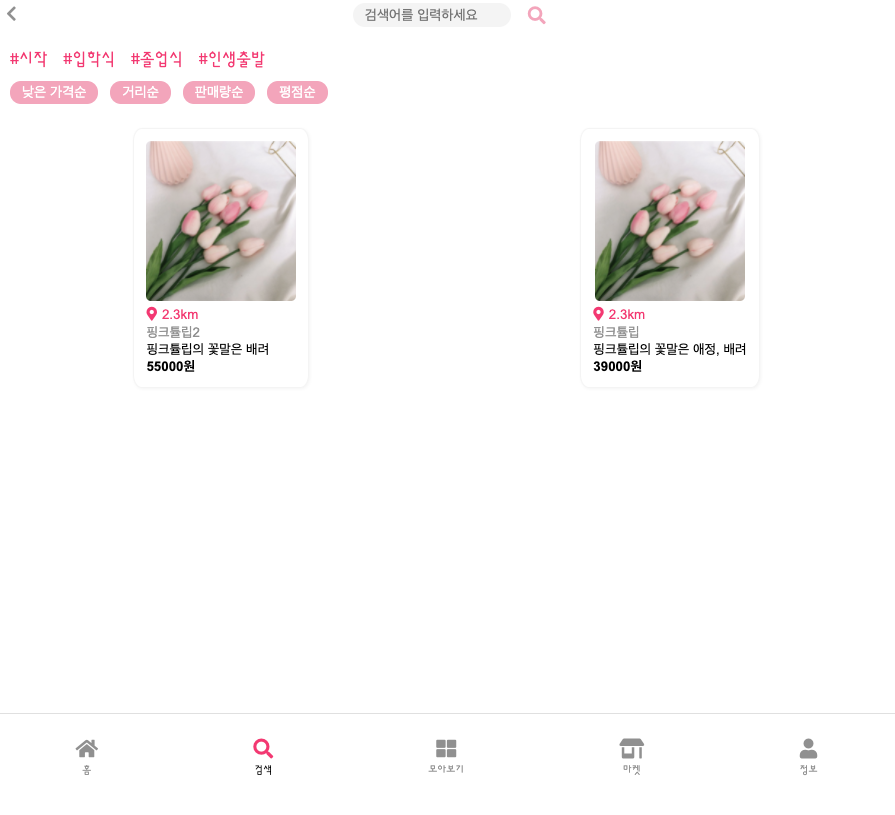 검색어를 입력하세요
#시작 #입학식 #졸업식 #인생출발
낮은 가격순 거리순 판매량순 평점순
2.3km
핑크튤립2
핑크튤립의 꽃말은 배려
55000원
2.3km
핑크튤립
핑크튤립의 꽃말은 애정, 배려
39000원
홈 검색 모아보기 마켓 정보